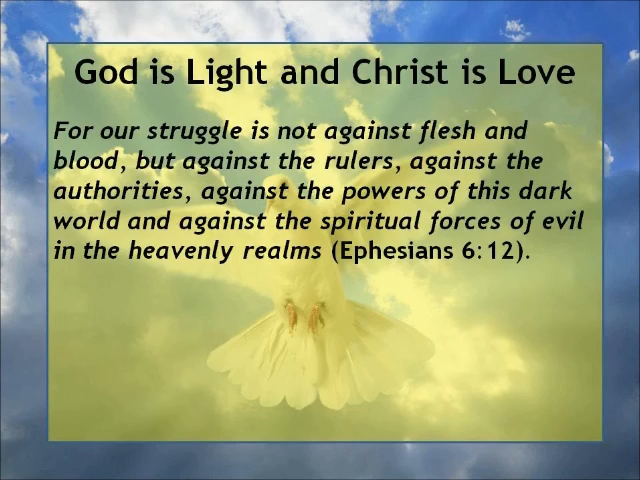 God is Light and Christ is Love
For our struggle is not against flesh and
blood, but against the rulers, against the
authorities, against the powers of this dark
world and against the spiritual forces of evil
in the heavenly realms (Ephesians 6:12).